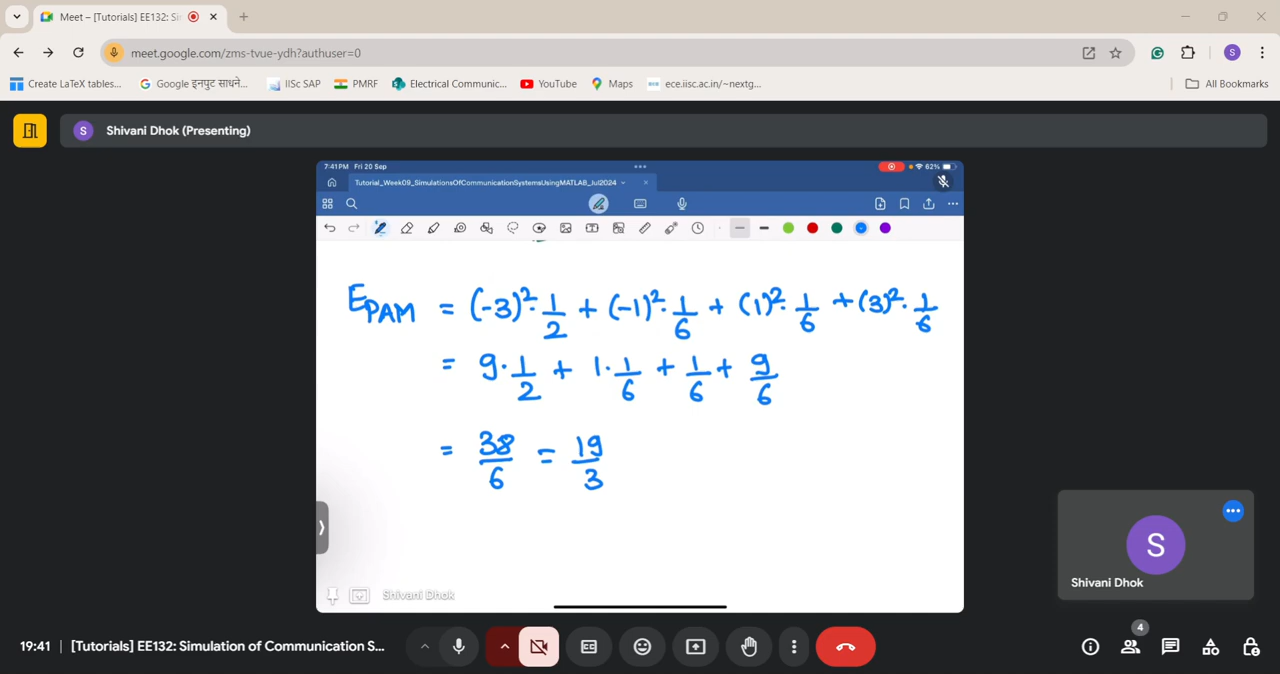 Meet – [Tutorials] EE132: Si
meet.google.com/zms-tvue-ydh?authuser=0
S
Create LaTeX tables... Google इनपुट साधने... IISc SAP PMRF Electrical Communic... YouTube Maps ece.iisc.ac.in/~nextg... All Bookmarks
S Shivani Dhok (Presenting)
7:41PM Fri 20 Sep 62%
Tutorial_Week09_SimulationsOfCommunicationSystemsUsingMATLAB_Jul2024
E_PAM = (-3)²·1/2 + (-1)²·1/6 + (1)²·1/6 + (3)²·1/6
= 9·1/2 + 1·1/6 + 1/6 + 9/6
= 38/6 = 19/3
Shivani Dhok
S
Shivani Dhok
19:41 | [Tutorials] EE132: Simulation of Communication S...
4